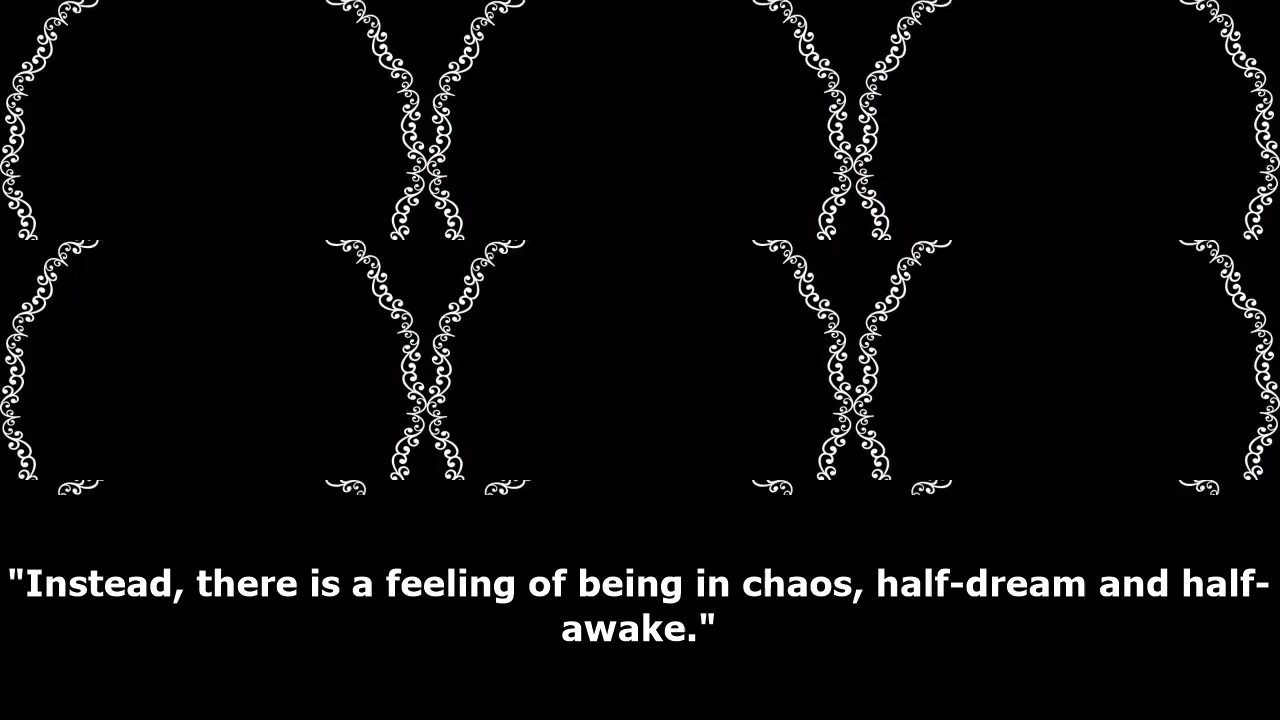 "Instead, there is a feeling of being in chaos, half-dream and half-
awake."